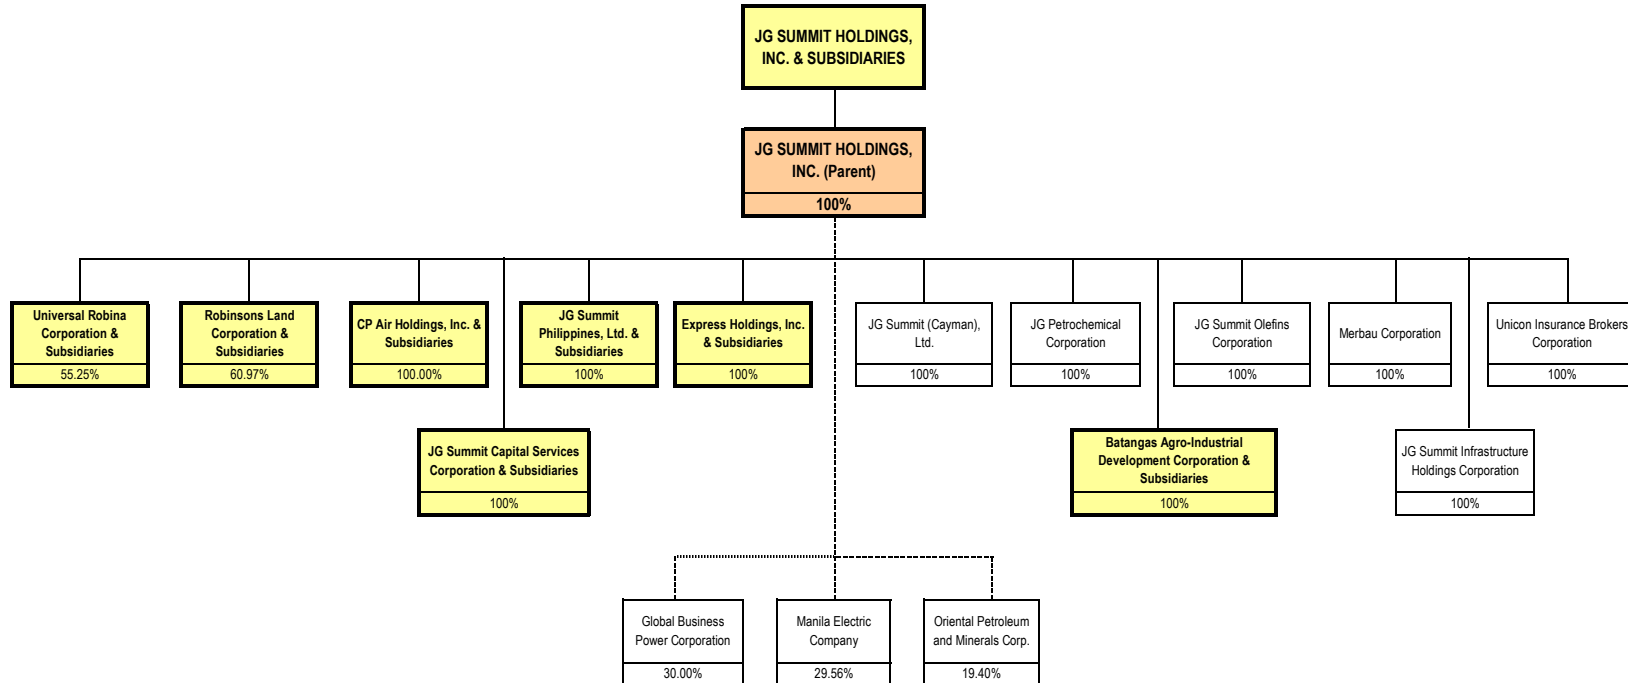 JG SUMMIT HOLDINGS,
INC. & SUBSIDIARIES
JG SUMMIT HOLDINGS,
INC. (Parent)
100%
Universal Robina
Corporation &
Subsidiaries
55.25%
Robinsons Land
Corporation &
Subsidiaries
60.97%
CP Air Holdings, Inc. &
Subsidiaries
100.00%
JG Summit
Philippines, Ltd. &
Subsidiaries
100%
Express Holdings, Inc.
& Subsidiaries
100%
JG Summit (Cayman),
Ltd.
100%
JG Petrochemical
Corporation
100%
JG Summit Olefins
Corporation
100%
Merbau Corporation
100%
Unicon Insurance Brokers
Corporation
100%
JG Summit Capital Services
Corporation & Subsidiaries
100%
Batangas Agro-Industrial
Development Corporation &
Subsidiaries
100%
JG Summit Infrastructure
Holdings Corporation
100%
Global Business
Power Corporation
30.00%
Manila Electric
Company
29.56%
Oriental Petroleum
and Minerals Corp.
19.40%